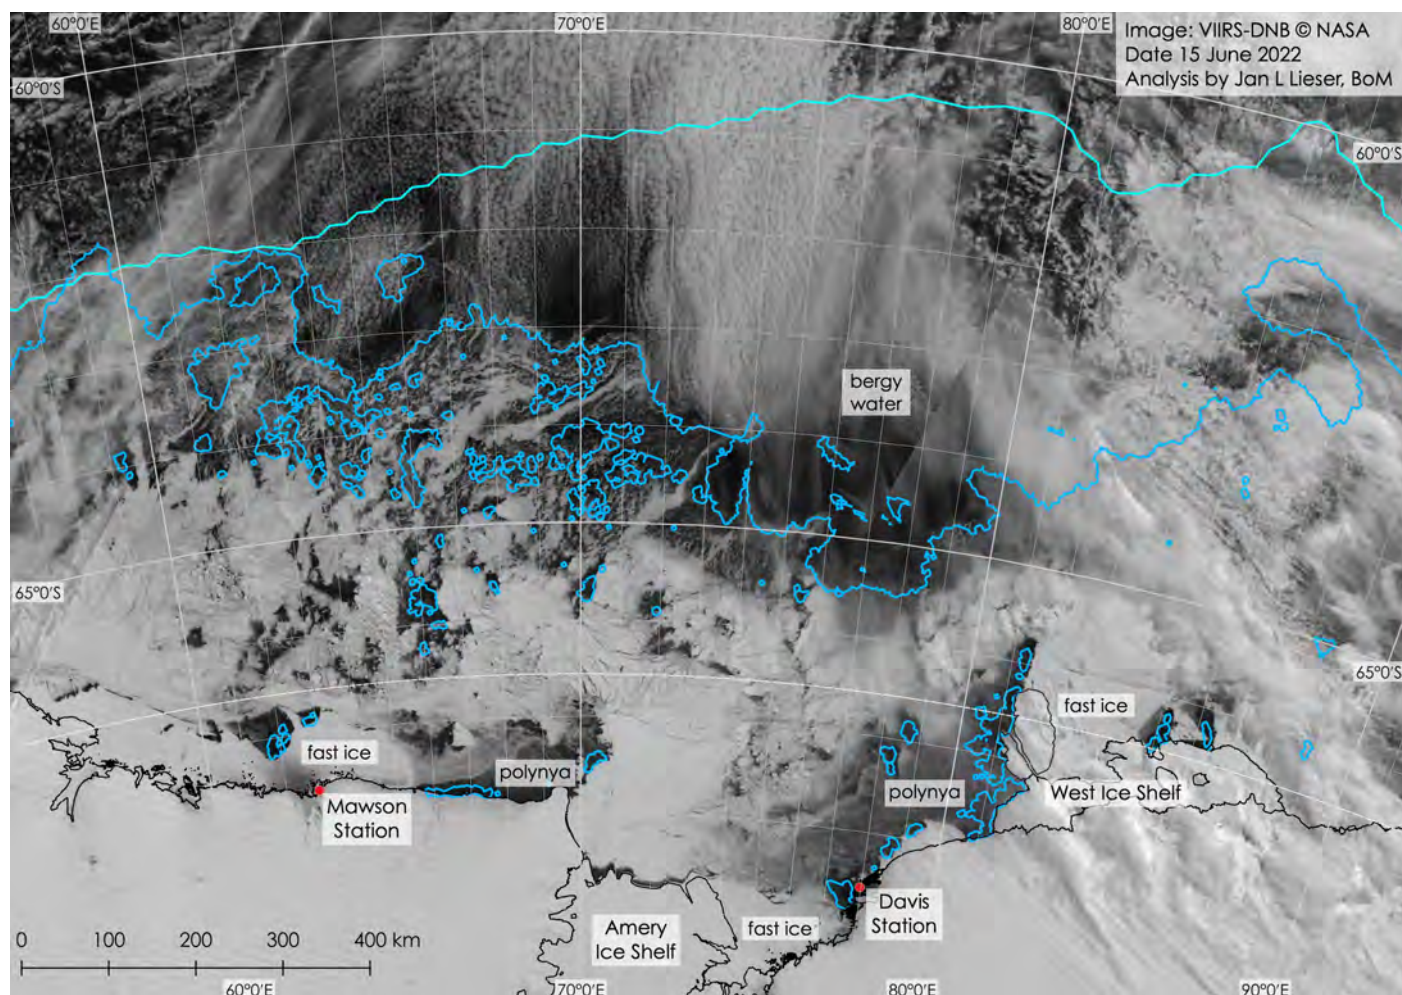 60°0'E
70°0'E
80°0'E
Image: VIIRS-DNB © NASA
Date 15 June 2022
Analysis by Jan L Lieser, BoM
60°0'S
60°0'S
bergy
water
65°0'S
65°0'S
fast ice
fast ice
polynya
polynya
West Ice Shelf
Mawson
Station
Davis
Station
Amery
Ice Shelf
fast ice
0 100 200 300 400 km
60°0'E
70°0'E
80°0'E
90°0'E